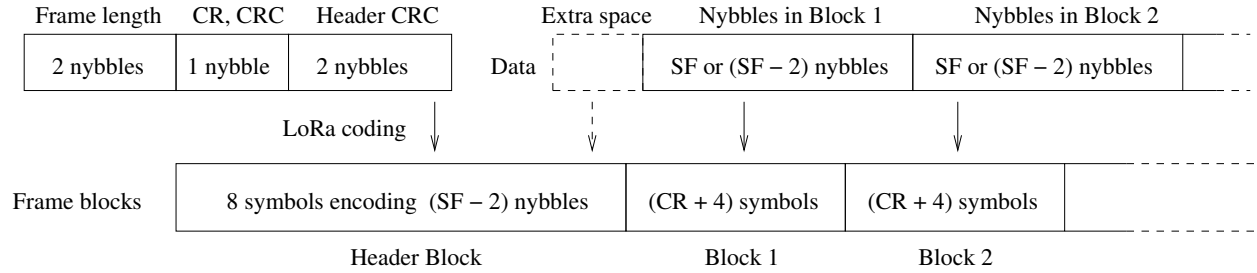 Frame length CR, CRC Header CRC Extra space Nybbles in Block 1 Nybbles in Block 2
2 nybbles 1 nybble 2 nybbles Data SF or (SF − 2) nybbles SF or (SF − 2) nybbles
LoRa coding
Frame blocks 8 symbols encoding (SF − 2) nybbles (CR + 4) symbols (CR + 4) symbols
Header Block Block 1 Block 2